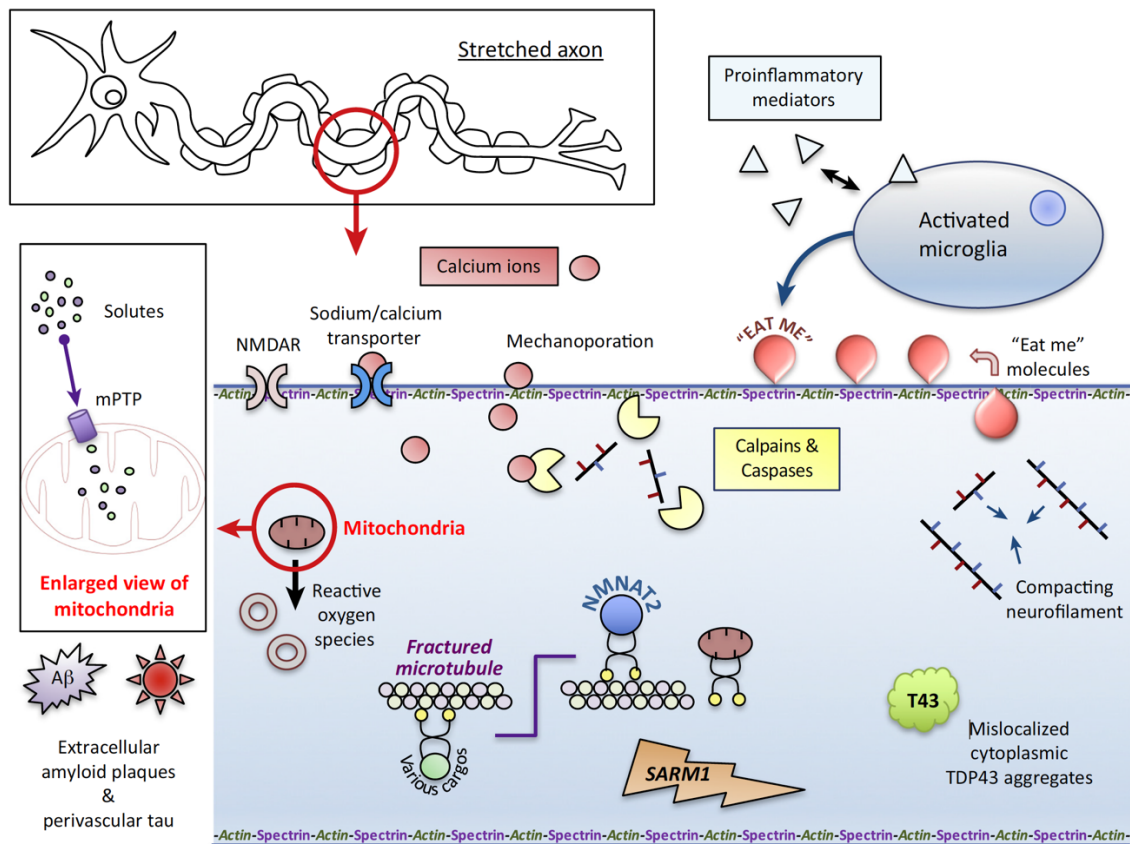 Stretched axon
Proinflammatory
mediators
Activated
microglia
Calcium ions
Solutes
mPTP
Enlarged view of
mitochondria
NMDAR
Sodium/calcium
transporter
Mechanoporation
"EAT ME"
"Eat me"
molecules
-Actin-Spectrin-Actin-Spectrin-Actin-Spectrin-Actin-Spectrin-Actin-Spectrin-Actin-Spectrin-Actin-Spectrin-Actin-Spectrin-Actin-
Calpains &
Caspases
Mitochondria
Reactive
oxygen
species
Compacting
neurofilament
NMNAT2
Fractured
microtubule
Various cargos
SARM1
T43
Mislocalized
cytoplasmic
TDP43 aggregates
Aβ
Extracellular
amyloid plaques
&
perivascular tau
-Actin-Spectrin-Actin-Spectrin-Actin-Spectrin-Actin-Spectrin-Actin-Spectrin-Actin-Spectrin-Actin-Spectrin-Actin-Spectrin-Actin-